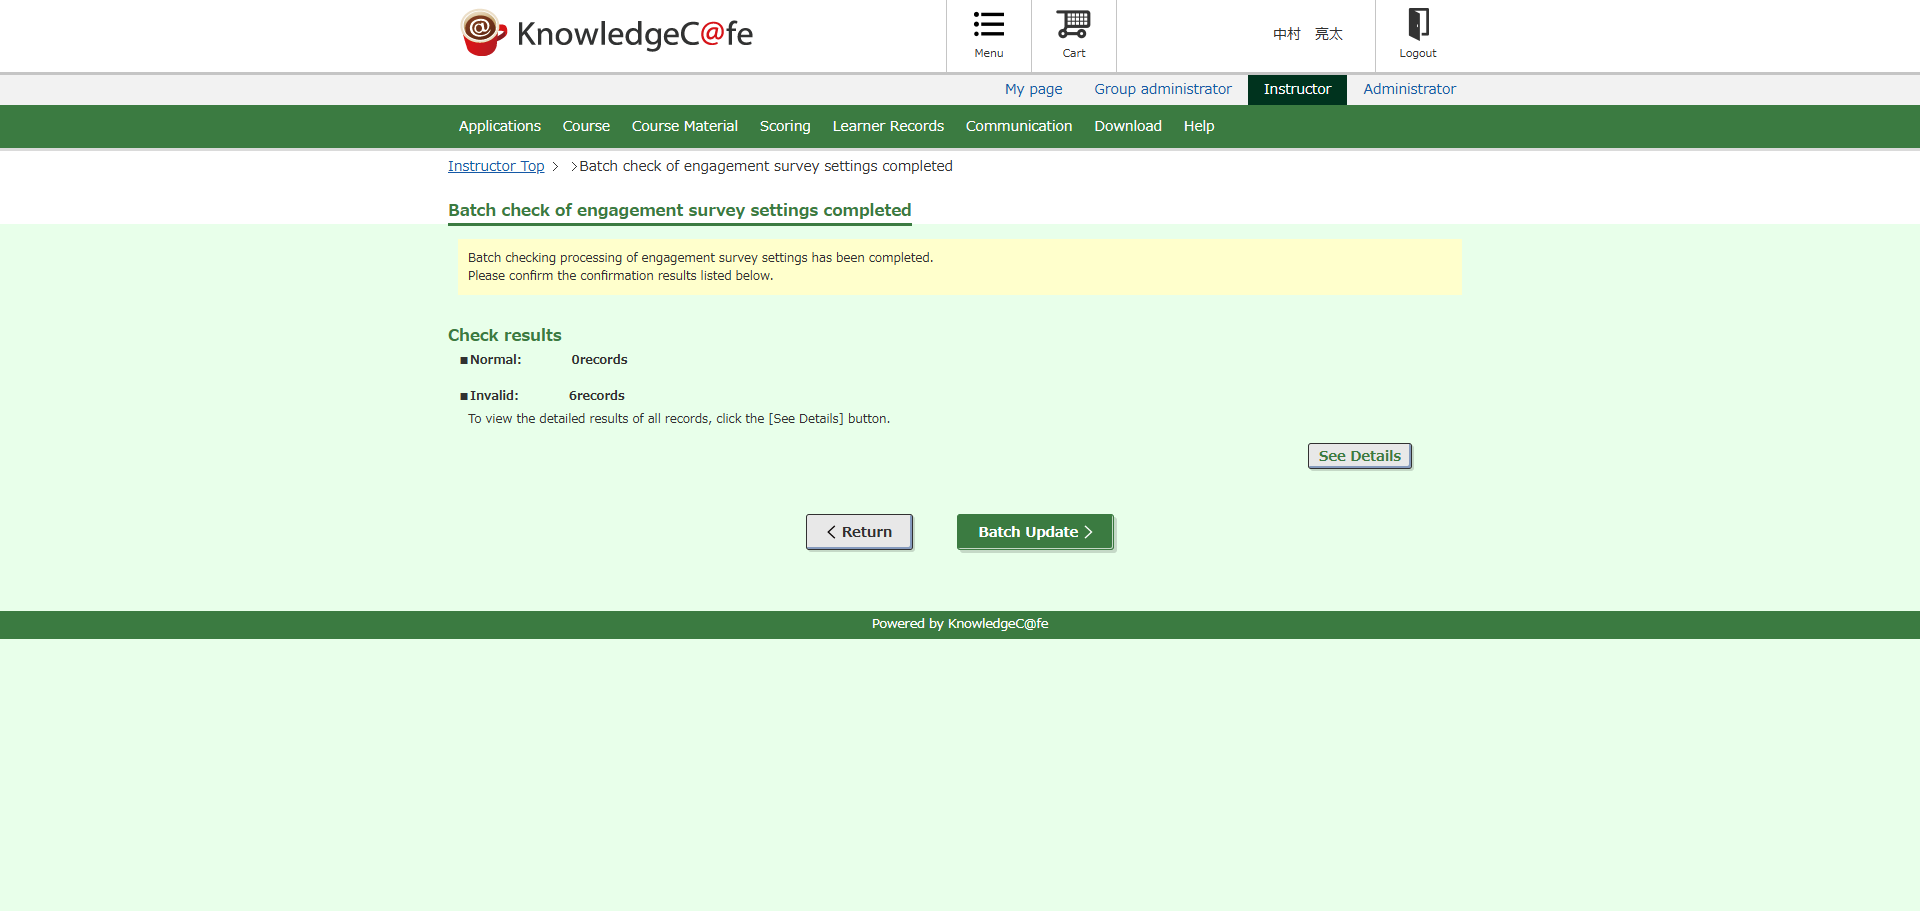 KnowledgeC@fe
Menu
Cart
中村　亮太
Logout
My page
Group administrator
Instructor
Administrator
Applications
Course
Course Material
Scoring
Learner Records
Communication
Download
Help
Instructor Top > >Batch check of engagement survey settings completed
Batch check of engagement survey settings completed
Batch checking processing of engagement survey settings has been completed.
Please confirm the confirmation results listed below.
Check results
■Normal: 0records
■Invalid: 6records
To view the detailed results of all records, click the [See Details] button.
See Details
< Return
Batch Update >
Powered by KnowledgeC@fe